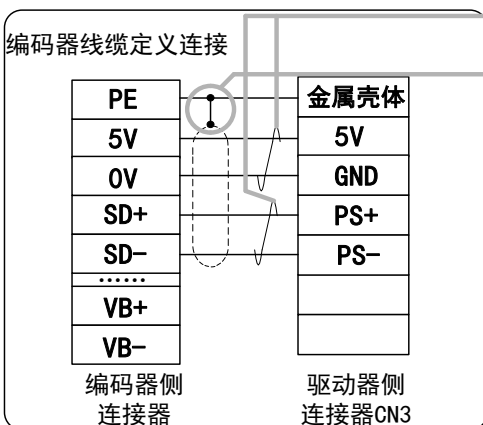 编码器线缆定义连接
PE
5V
0V
SD+
SD-
......
VB+
VB-
金属壳体
5V
GND
PS+
PS-
编码器侧
连接器
驱动器侧
连接器CN3